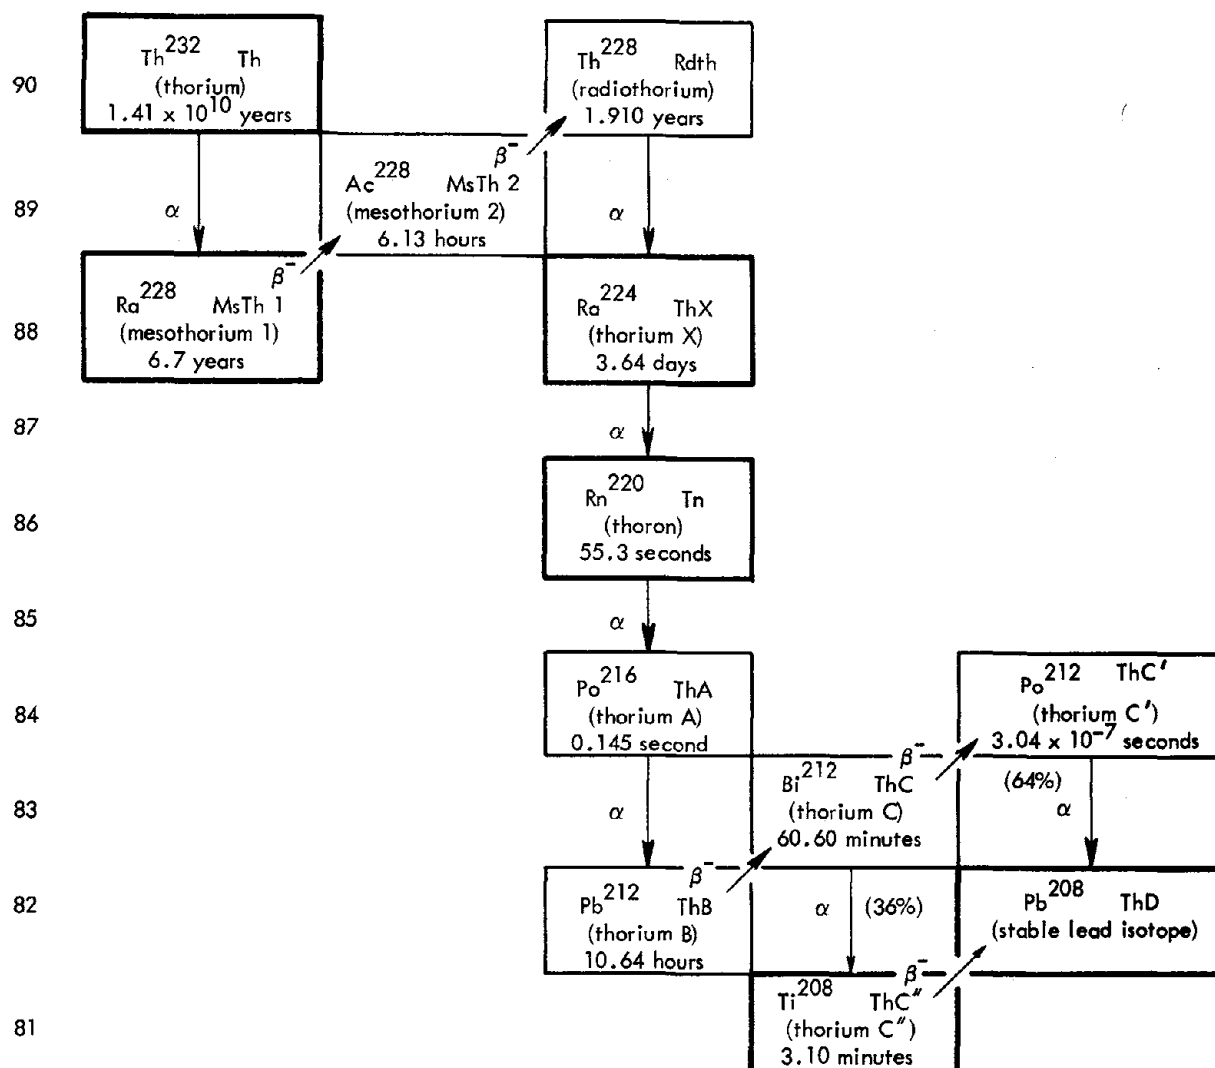 90
Th²³² Th
(thorium)
1.41 x 10¹⁰ years
Th²²⁸ Rdth
(radiothorium)
1.910 years
89
α
β⁻
Ac²²⁸ MsTh 2
(mesothorium 2)
6.13 hours
β⁻
α
88
Ra²²⁸ MsTh 1
(mesothorium 1)
6.7 years
Ra²²⁴ ThX
(thorium X)
3.64 days
87
α
86
Rn²²⁰ Tn
(thoron)
55.3 seconds
85
α
84
Po²¹⁶ ThA
(thorium A)
0.145 second
Po²¹² ThC′
(thorium C′)
3.04 x 10⁻⁷ seconds
83
α
β⁻
Bi²¹² ThC
(thorium C)
60.60 minutes
β⁻
(64%)
α
82
Pb²¹² ThB
(thorium B)
10.64 hours
α (36%)
Pb²⁰⁸ ThD
(stable lead isotope)
81
β⁻
Ti²⁰⁸ ThC″
(thorium C″)
3.10 minutes